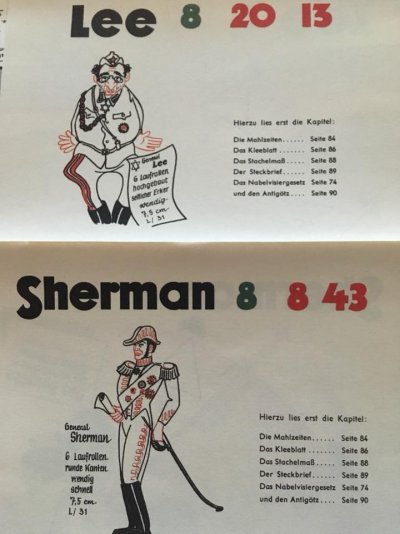 Lee 8 20 13
Hierzu lies erst die Kapitel:
Die Mahlzeiten...... Seite 84
Das Kleeblatt....... Seite 86
Das Stachelmaß..... Seite 88
Der Steckbrief...... Seite 89
Das Nabelvisiergesetz Seite 74
und den Antigötz.. Seite 90
General
Lee
6 Laufrollen
hochgebaut
seitlicher Erker
wendig
7,5 cm
L/31
Sherman 8 8 43
General
Sherman
6 Laufrollen
runde Kanten
wendig
schnell
7,5 cm
L/31
Hierzu lies erst die Kapitel:
Die Mahlzeiten...... Seite 84
Das Kleeblatt....... Seite 86
Das Stachelmaß..... Seite 88
Der Steckbrief...... Seite 89
Das Nabelvisiergesetz Seite 74
und den Antigötz.. Seite 90